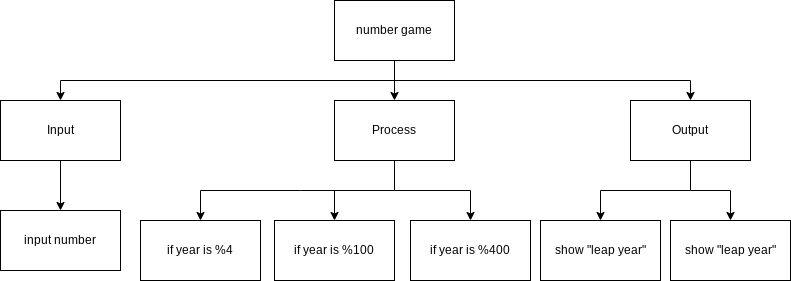 number game
Input
Process
Output
input number
if year is %4
if year is %100
if year is %400
show "leap year"
show "leap year"